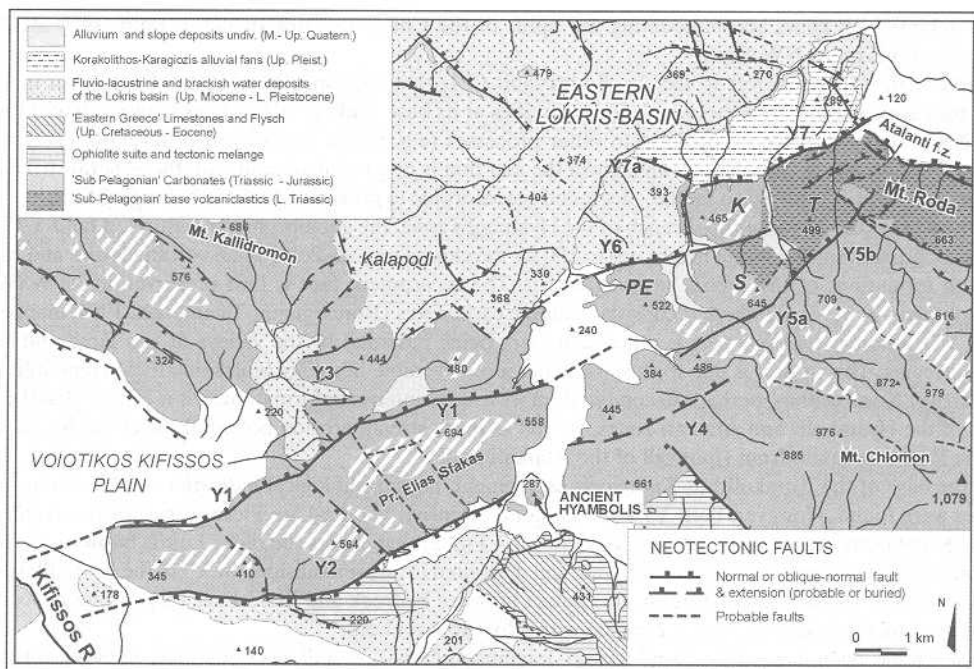 Alluvium and slope deposits undiv. (M.- Up. Quatern.)
Korakolithos-Karagiozis alluvial fans (Up. Pleist.)
Fluvio-lacustrine and brackish water deposits
of the Lokris basin (Up. Miocene - L. Pleistocene)
'Eastern Greece' Limestones and Flysch
(Up. Cretaceous - Eocene)
Ophiolite suite and tectonic melange
'Sub Pelagonian' Carbonates (Triassic - Jurassic)
'Sub-Pelagonian' base volcaniclastics (L. Triassic)
479
369
270
EASTERN
LOKRIS BASIN
289
120
Y7
Atalanti f.z.
374
Y7a
393
404
K
465
T
499
Mt. Roda
663
686
Mt. Kallidromon
576
Kalapodi
Y6
330
368
PE
522
S
645
Y5b
709
Y5a
816
240
324
Y3
444
480
384
486
872
979
220
Y1
558
694
445
Y4
976
885
Mt. Chlomon
VOIOTIKOS KIFISSOS
PLAIN
Y1
Pr. Elias Sfakas
287
661
1,079
ANCIENT
HYAMBOLIS
564
Y2
345
410
178
Kifissos R.
220
431
140
201
NEOTECTONIC FAULTS
Normal or oblique-normal fault
& extension (probable or buried)
Probable faults
N
0 1 km